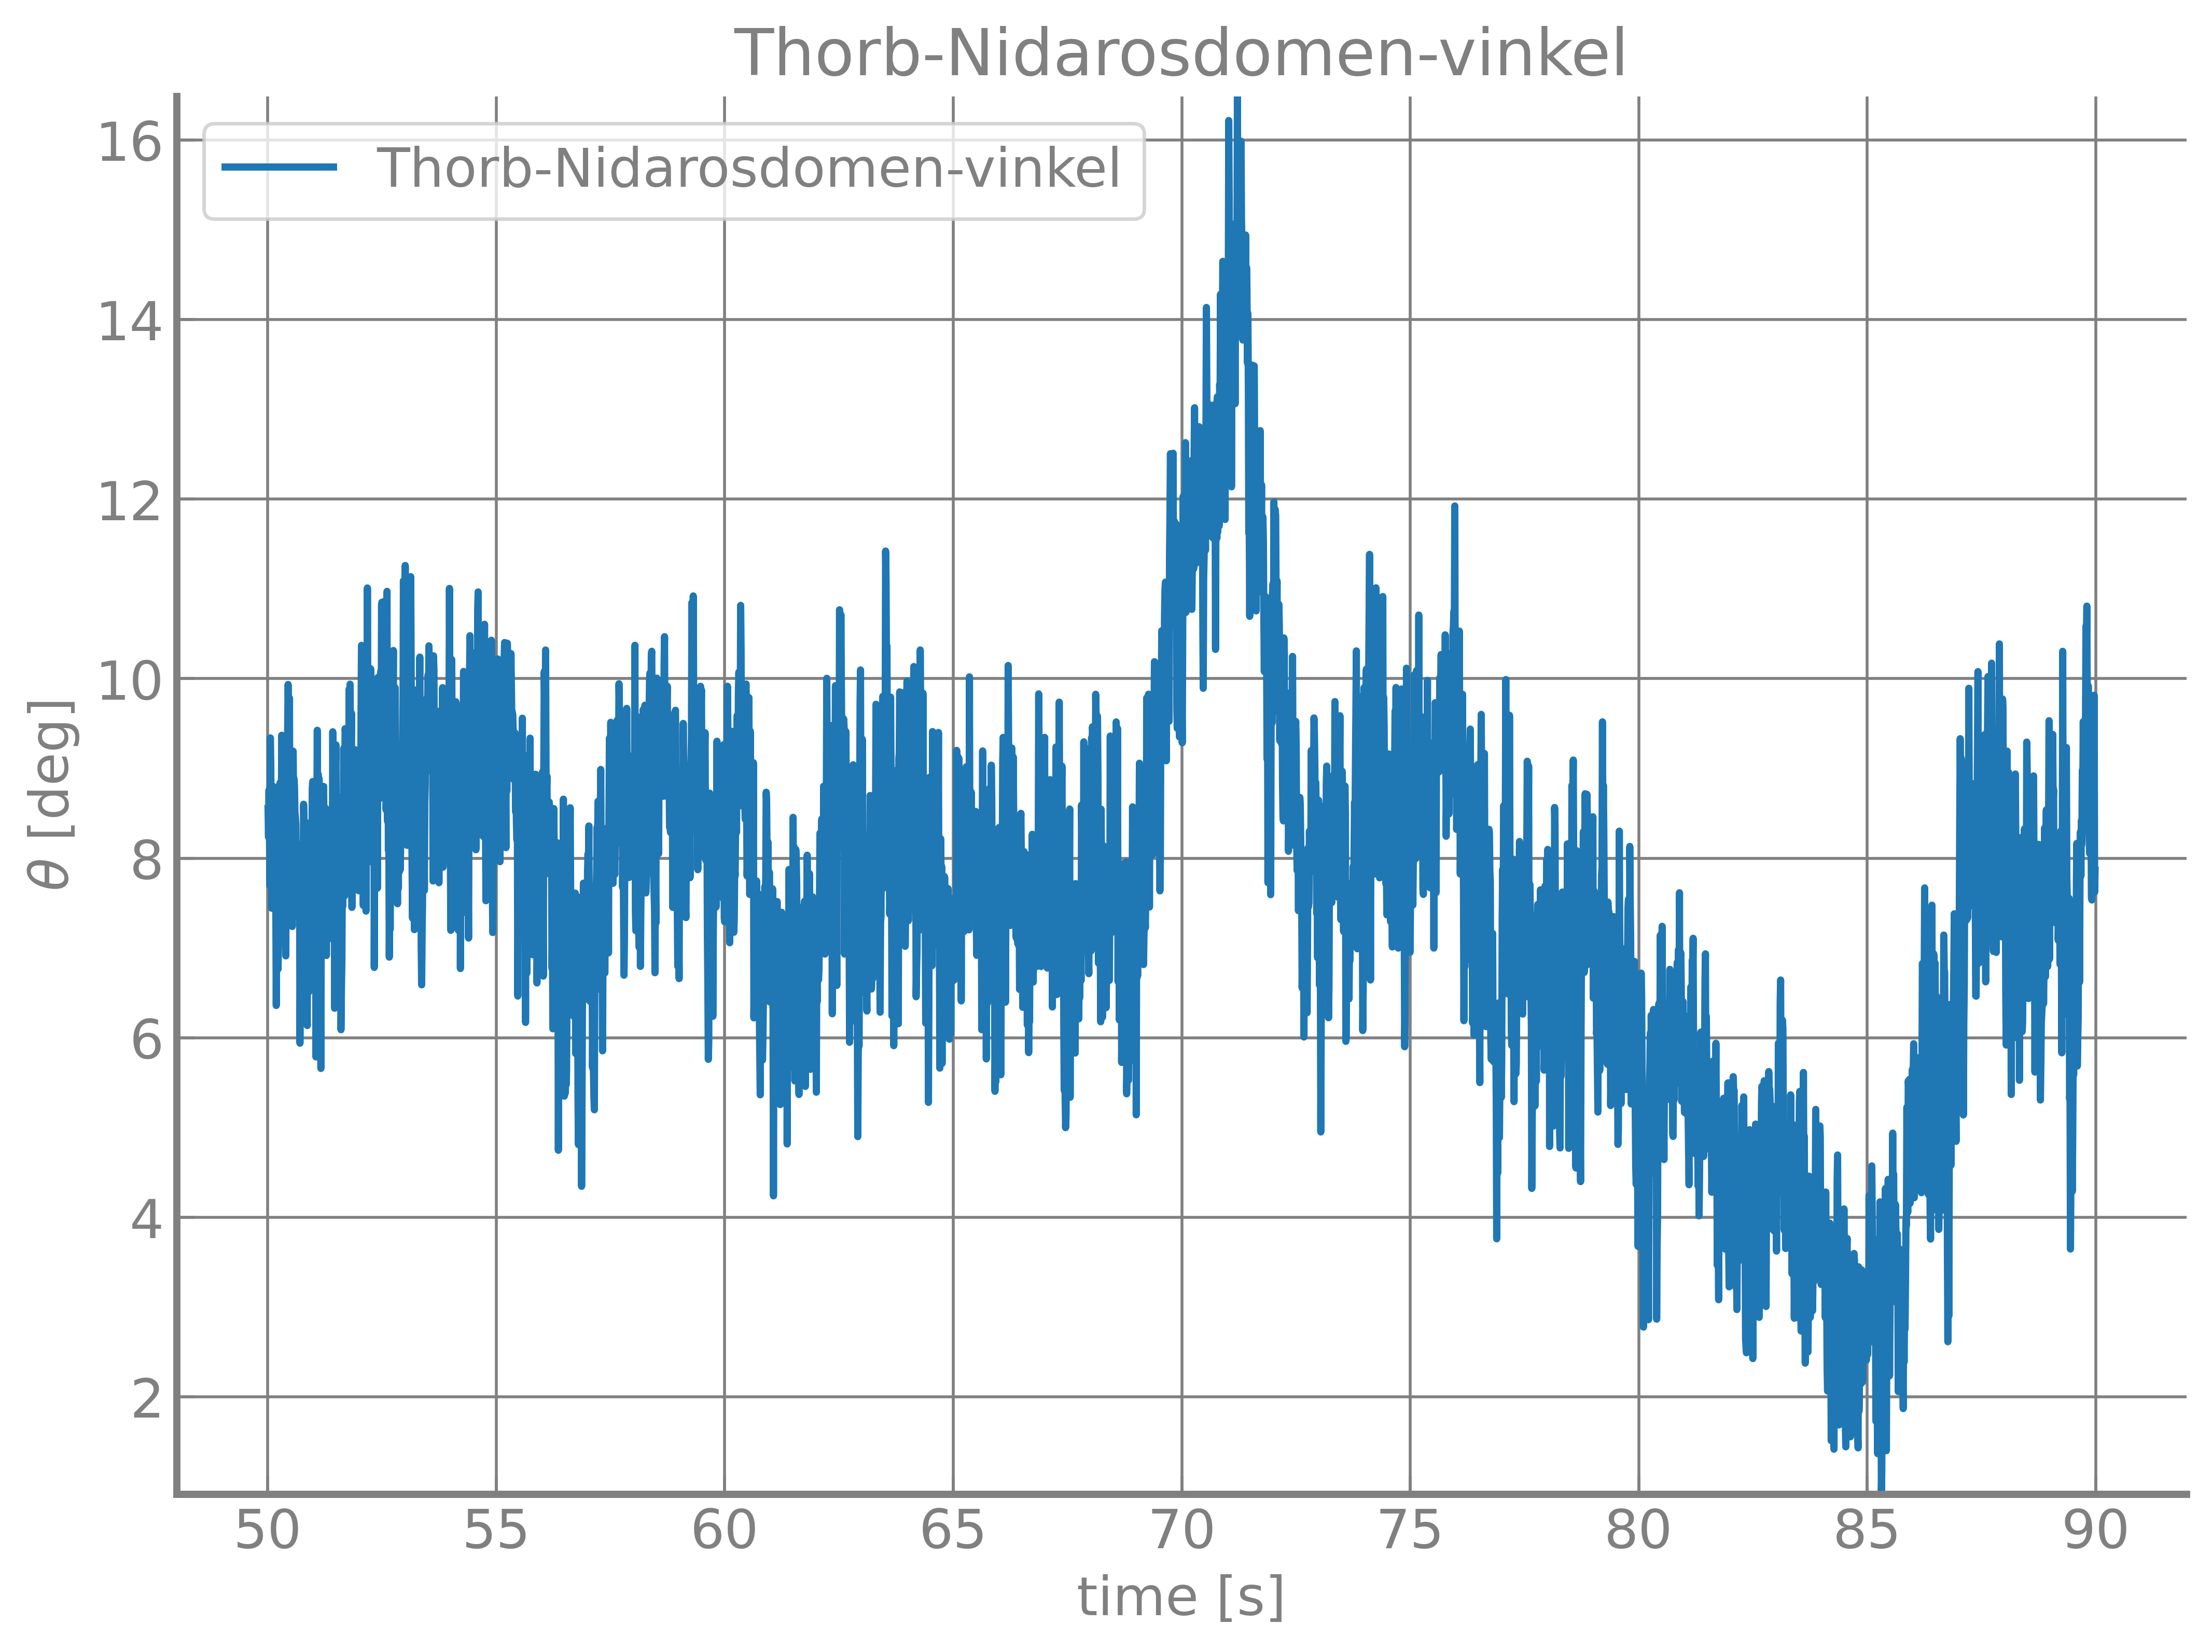 Thorb-Nidarosdomen-vinkel
Thorb-Nidarosdomen-vinkel
16
14
12
10
8
6
4
2
θ [deg]
50 55 60 65 70 75 80 85 90
time [s]